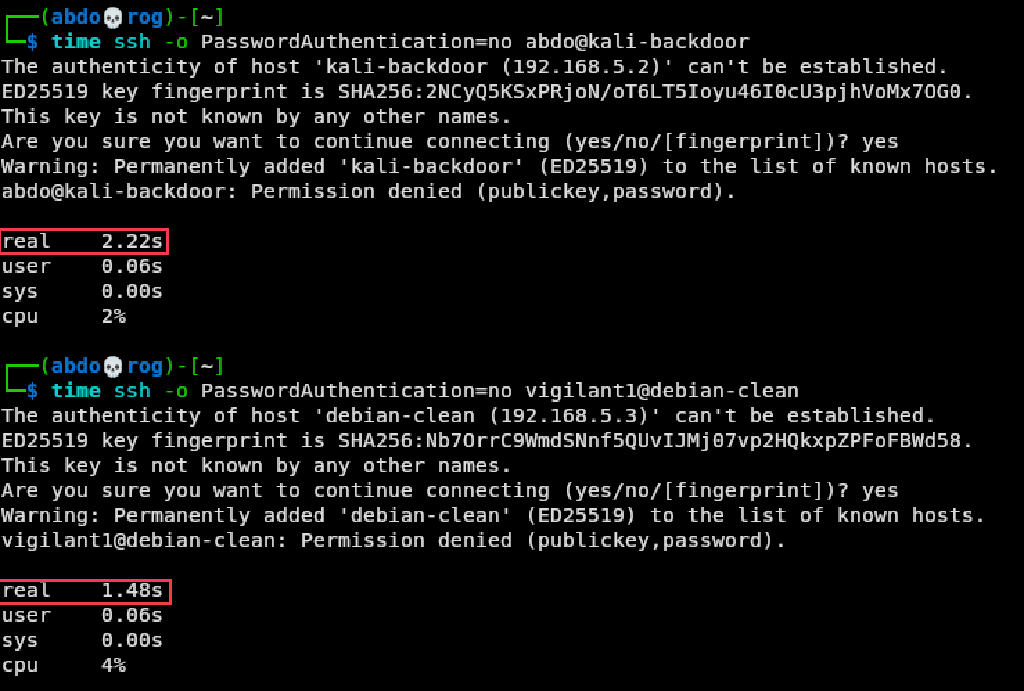 ┌──(abdo💀rog)-[~]
└─$ time ssh -o PasswordAuthentication=no abdo@kali-backdoor
The authenticity of host 'kali-backdoor (192.168.5.2)' can't be established.
ED25519 key fingerprint is SHA256:2NCyQ5KSxPRjoN/oT6LT5Ioyu46I0cU3pjhVoMx7OG0.
This key is not known by any other names.
Are you sure you want to continue connecting (yes/no/[fingerprint])? yes
Warning: Permanently added 'kali-backdoor' (ED25519) to the list of known hosts.
abdo@kali-backdoor: Permission denied (publickey,password).
real    2.22s
user    0.06s
sys     0.00s
cpu     2%
┌──(abdo💀rog)-[~]
└─$ time ssh -o PasswordAuthentication=no vigilant1@debian-clean
The authenticity of host 'debian-clean (192.168.5.3)' can't be established.
ED25519 key fingerprint is SHA256:Nb7OrrC9WmdSNnf5QUvIJMj07vp2HQkxpZPFoFBWd58.
This key is not known by any other names.
Are you sure you want to continue connecting (yes/no/[fingerprint])? yes
Warning: Permanently added 'debian-clean' (ED25519) to the list of known hosts.
vigilant1@debian-clean: Permission denied (publickey,password).
real    1.48s
user    0.06s
sys     0.00s
cpu     4%